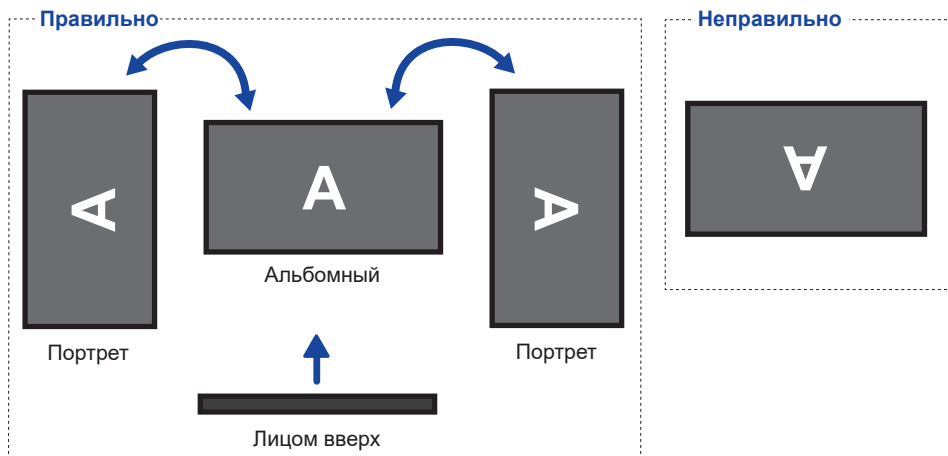 Правильно
Неправильно
A
A
A
A
Альбомный
Портрет
Портрет
Лицом вверх